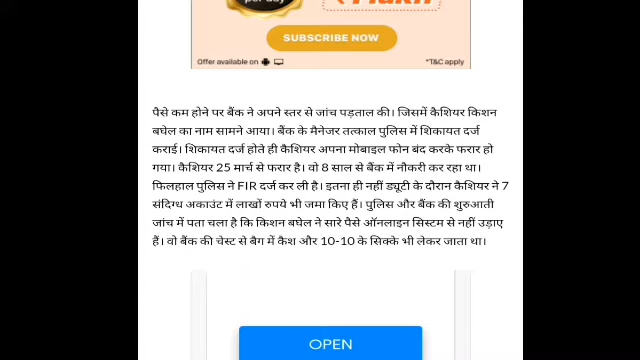 SUBSCRIBE NOW
Offer available on
*T&C apply
पैसे कम होने पर बैंक ने अपने स्तर से जांच पड़ताल की। जिसमें कैशियर किशन
बघेल का नाम सामने आया। बैंक के मैनेजर तत्काल पुलिस में शिकायत दर्ज
कराई। शिकायत दर्ज होते ही कैशियर अपना मोबाइल फोन बंद करके फरार हो
गया। कैशियर 25 मार्च से फरार है। वो 8 साल से बैंक में नौकरी कर रहा था।
फिलहाल पुलिस ने FIR दर्ज कर ली है। इतना ही नहीं ड्यूटी के दौरान कैशियर ने 7
संदिग्ध अकाउंट में लाखों रुपये भी जमा किए हैं। पुलिस और बैंक की शुरुआती
जांच में पता चला है कि किशन बघेल ने सारे पैसे ऑनलाइन सिस्टम से नहीं उड़ाए
हैं। वो बैंक की चेस्ट से बैग में कैश और 10-10 के सिक्के भी लेकर जाता था।
OPEN